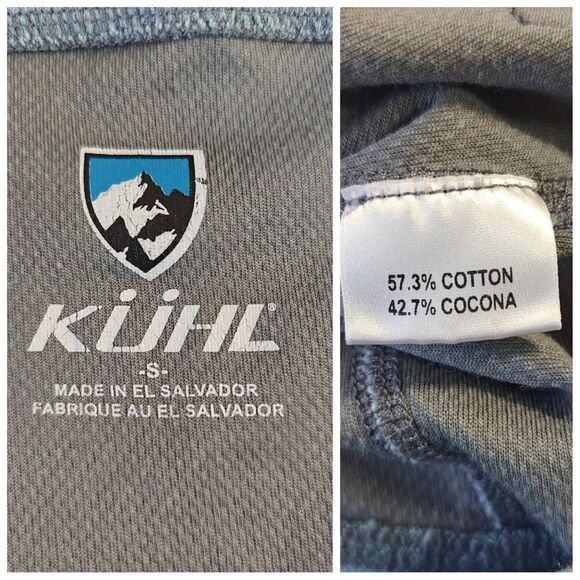 KÜHL®
-S-
MADE IN EL SALVADOR
FABRIQUE AU EL SALVADOR
57.3% COTTON
42.7% COCONA